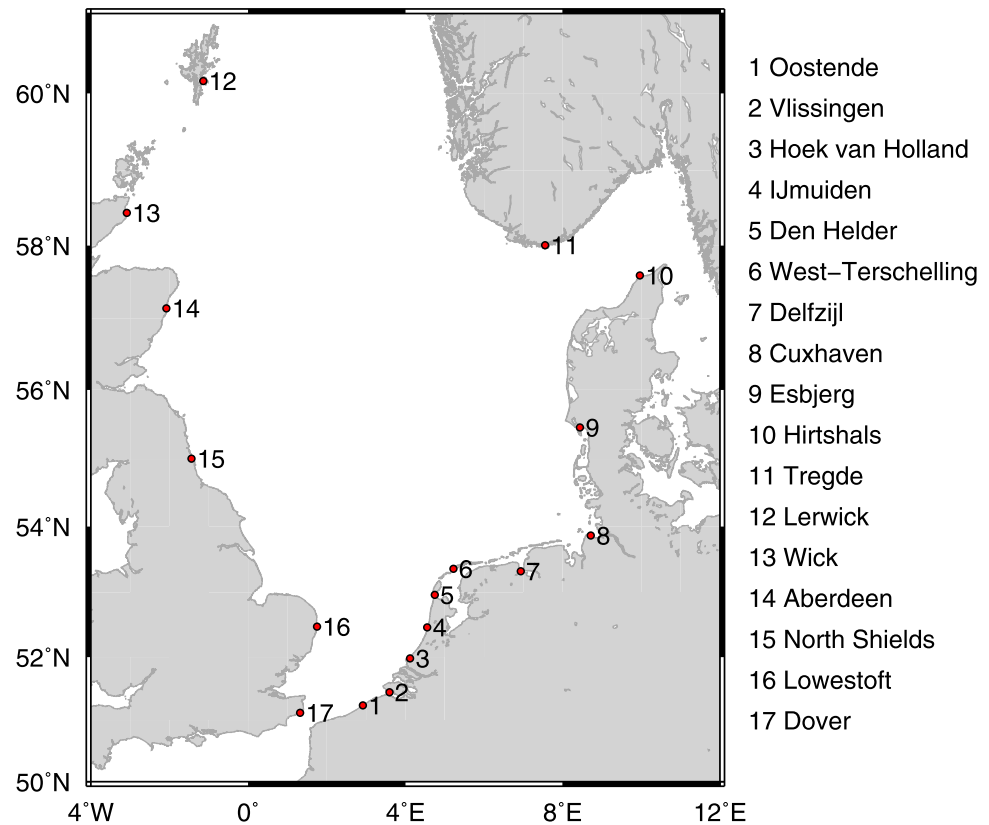 60°N
58°N
56°N
54°N
52°N
50°N
4°W
0°
4°E
8°E
12°E
12
13
11
10
14
9
15
8
6
7
5
16
4
3
2
17
1
1 Oostende
2 Vlissingen
3 Hoek van Holland
4 IJmuiden
5 Den Helder
6 West−Terschelling
7 Delfzijl
8 Cuxhaven
9 Esbjerg
10 Hirtshals
11 Tregde
12 Lerwick
13 Wick
14 Aberdeen
15 North Shields
16 Lowestoft
17 Dover